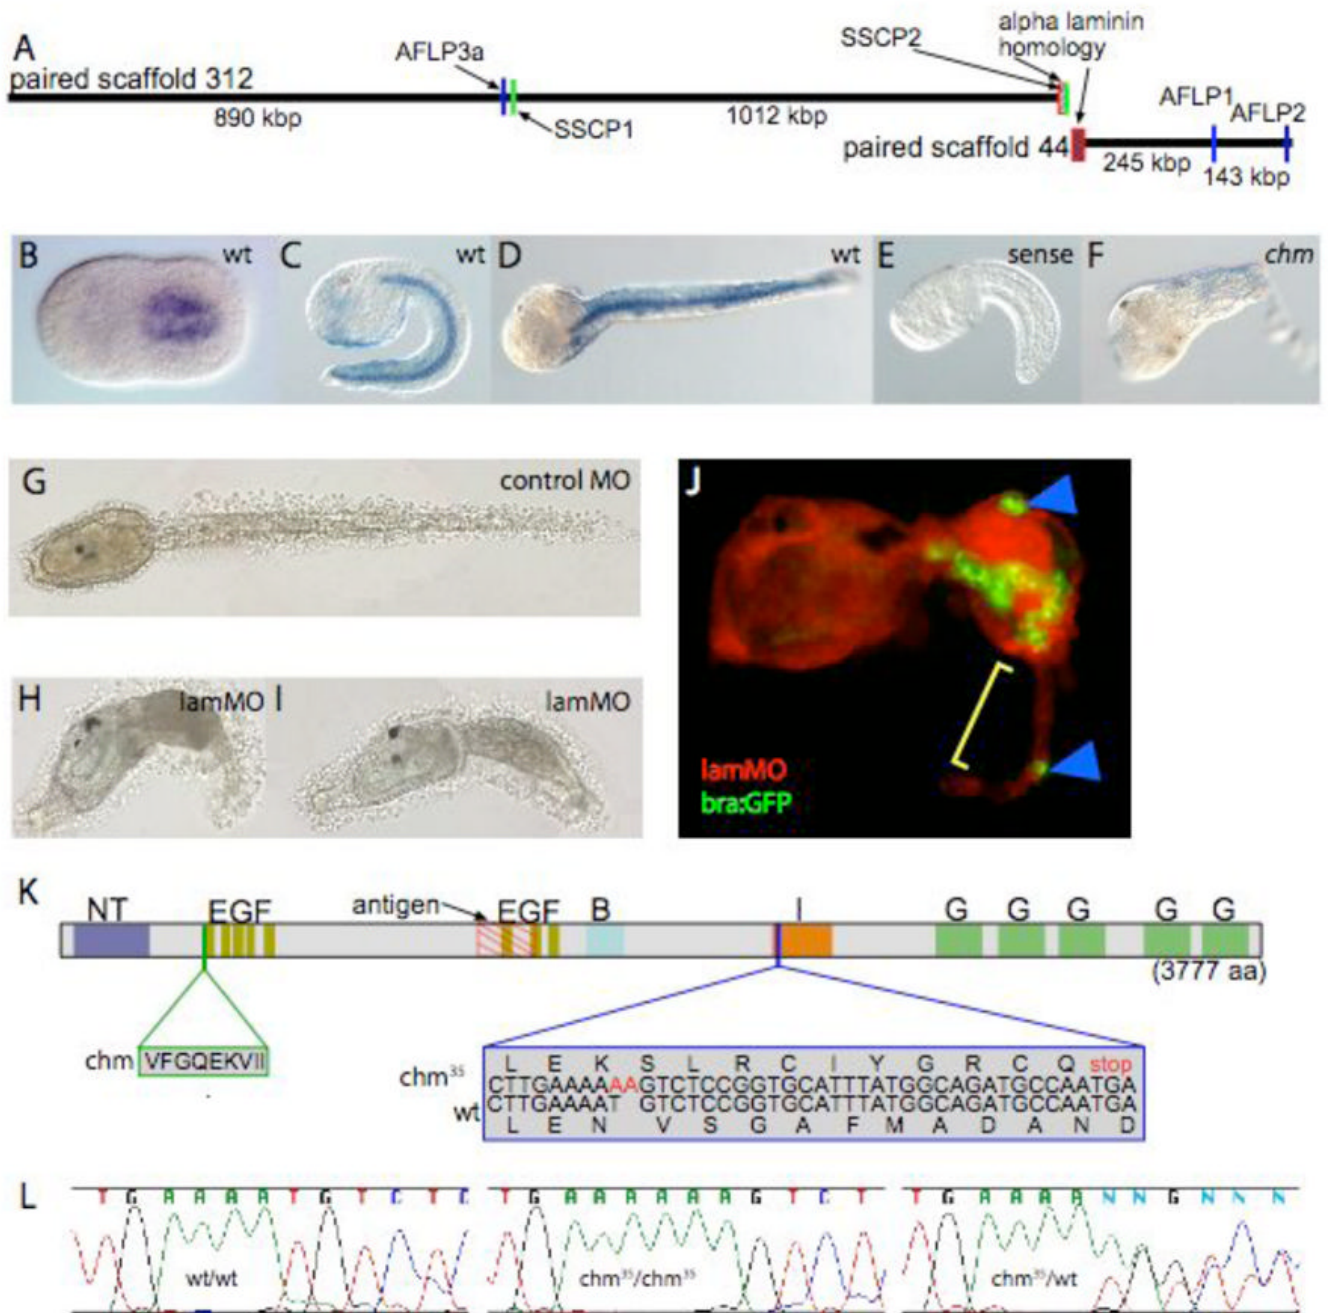 A
paired scaffold 312
AFLP3a
SSCP1
SSCP2
alpha laminin
homology
890 kbp
1012 kbp
paired scaffold 44
AFLP1
AFLP2
245 kbp
143 kbp
B wt
C wt
D wt
E sense
F chm
G control MO
H lamMO
I lamMO
J
lamMO
bra:GFP
K
NT EGF antigen EGF B I G G G G G
(3777 aa)
chm VFGQEKVII
L E K S L R C I Y G R C Q stop
chm³⁵ CTTGAAAAAAGTCTCCGGTGCATTTATGGCAGATGCCAATGA
wt CTTGAAAAT GTCTCCGGTGCATTTATGGCAGATGCCAATGA
L E N V S G A F M A D A N D
L
T G A A A A T G T C T C
wt/wt
T G A A A A A A G T C T
chm³⁵/chm³⁵
T G A A A A N N G N N N
chm³⁵/wt